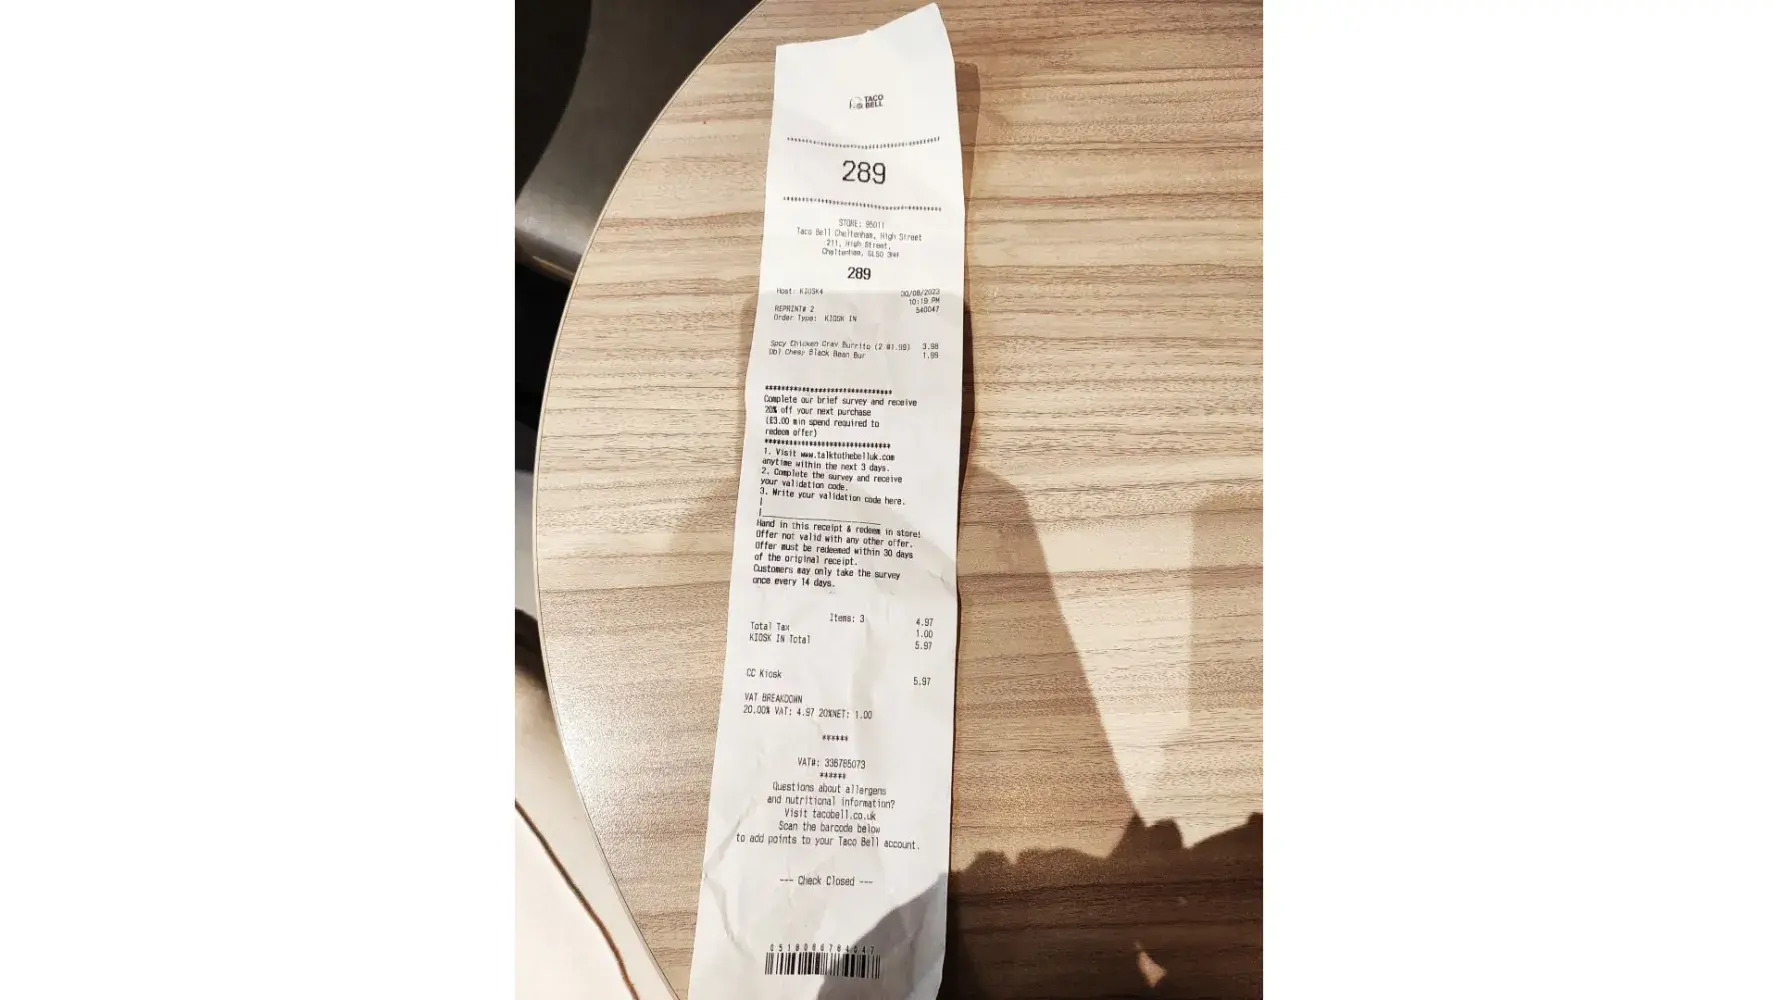 TACO
BELL
******************************
289
******************************
STORE: 95011
Taco Bell Cheltenham, High Street
211, High Street,
Cheltenham, GL50 3HH
289
Host: KIOSK4 30/08/2023
10:19 PM
REPRINT# 2 540047
Order Type: KIOSK IN
Spcy Chicken Crav Burrito (2 @1.99) 3.98
Dbl Chesy Black Bean Bur 1.99
******************************
Complete our brief survey and receive
20% off your next purchase
(£3.00 min spend required to
redeem offer)
******************************
1. Visit www.talktothebelluk.com
anytime within the next 3 days.
2. Complete the survey and receive
your validation code.
3. Write your validation code here.
|
|____________________________
Hand in this receipt & redeem in store!
Offer not valid with any other offer.
Offer must be redeemed within 30 days
of the original receipt.
Customers may only take the survey
once every 14 days.
Items: 3 4.97
Total Tax 1.00
KIOSK IN Total 5.97
CC Kiosk 5.97
VAT BREAKDOWN
20.00% VAT: 4.97 20%NET: 1.00
******
VAT#: 336785073
******
Questions about allergens
and nutritional information?
Visit tacobell.co.uk
Scan the barcode below
to add points to your Taco Bell account.
--- Check Closed ---